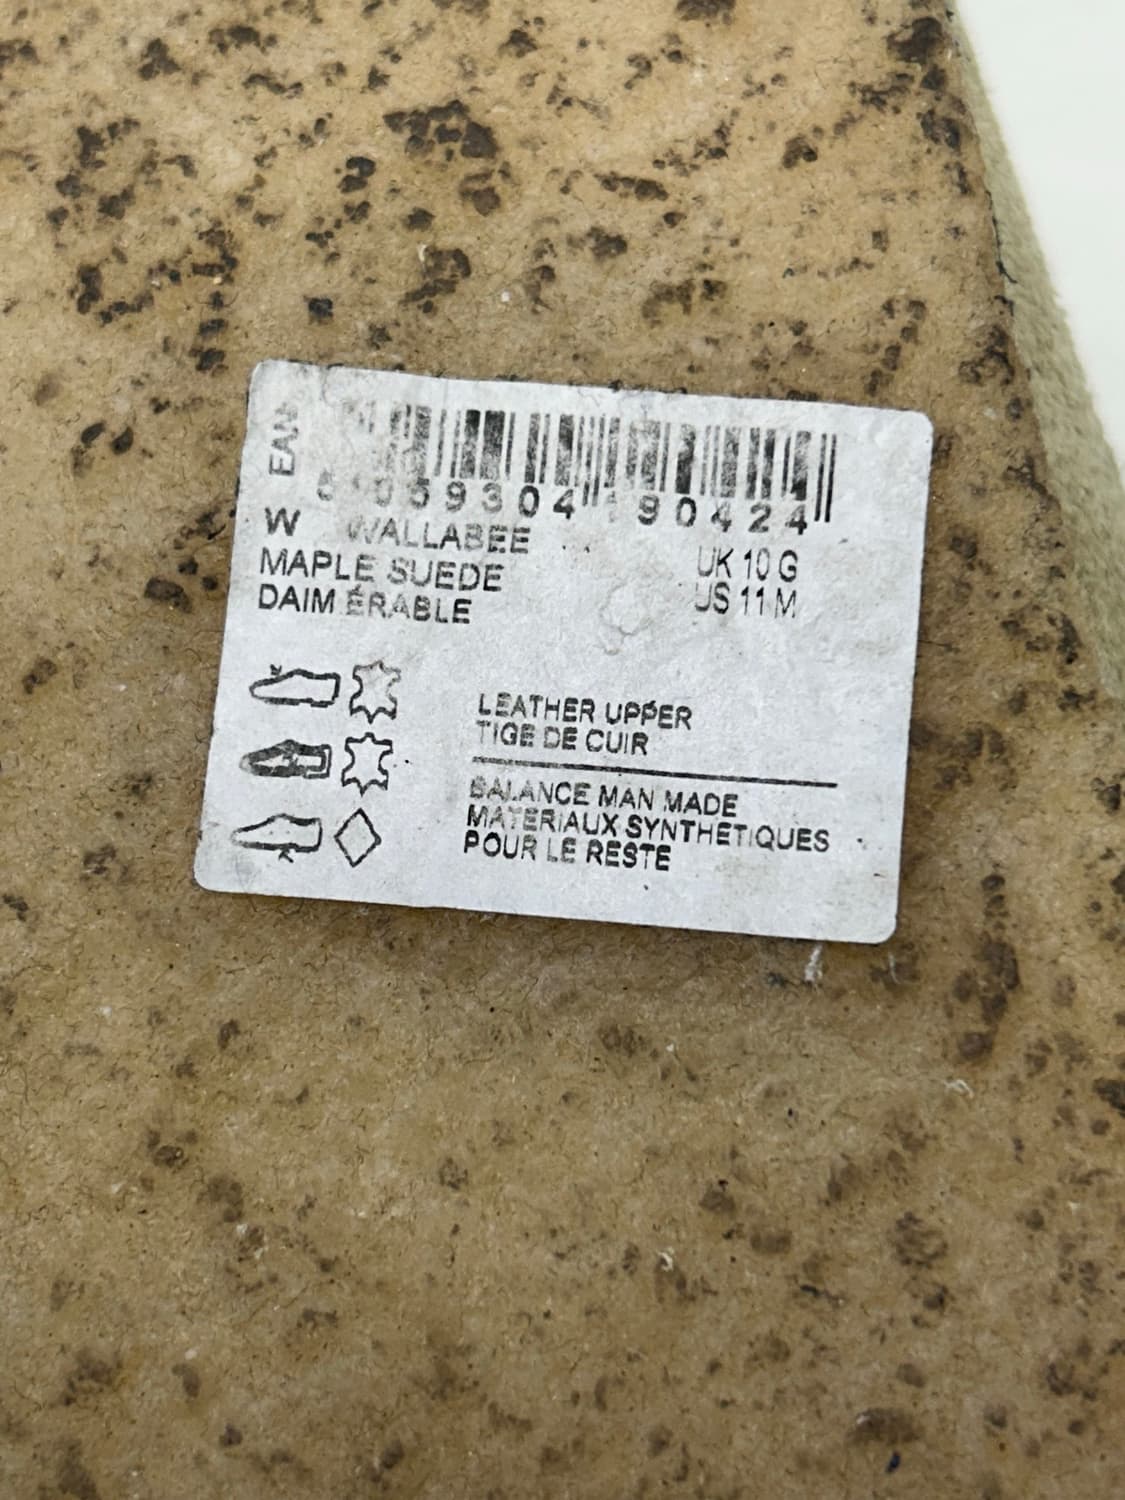 EAN
W WALLABEE
MAPLE SUEDE
DAIM ÉRABLE
UK 10 G
US 11 M
LEATHER UPPER
TIGE DE CUIR
BALANCE MAN MADE
MATERIAUX SYNTHETIQUES
POUR LE RESTE